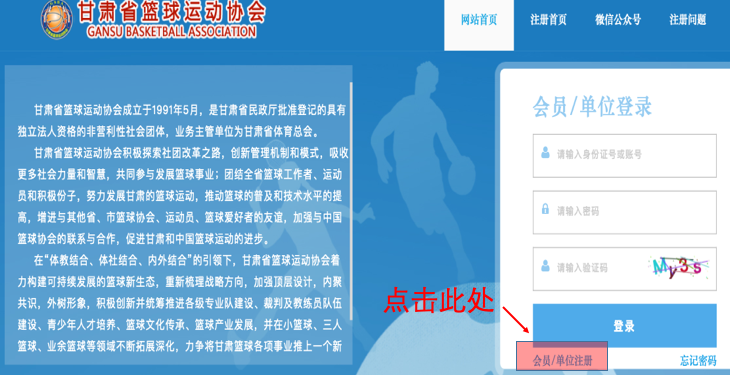 甘肃省篮球运动协会
GANSU BASKETBALL ASSOCIATION
网站首页 注册首页 微信公众号 注册问题
甘肃省篮球运动协会成立于1991年5月，是甘肃省民政厅批准登记的具有
独立法人资格的非营利性社会团体，业务主管单位为甘肃省体育总会。
甘肃省篮球运动协会积极探索社团改革之路，创新管理机制和模式，吸收
更多社会力量和智慧，共同参与发展篮球事业；团结全省篮球工作者、运动
员和积极份子，努力发展甘肃的篮球运动，推动篮球的普及和技术水平的提
高，增进与其他省、市篮球协会、运动员、篮球爱好者的友谊，加强与中国
篮球协会的联系与合作，促进甘肃和中国篮球运动的进步。
在“体教结合、体社结合、内外结合”的引领下，甘肃省篮球运动协会着
力构建可持续发展的篮球新生态，重新梳理战略方向，加强顶层设计，内聚
共识，外树形象，积极创新并统筹推进各级专业队建设、裁判及教练员队伍
建设、青少年人才培养、篮球文化传承、篮球产业发展，并在小篮球、三人
篮球、业余篮球等领域不断拓展深化，力争将甘肃篮球各项事业推上一个新
会员/单位登录
请输入身份证号或账号
请输入密码
请输入验证码 My3s
点击此处
登录
会员/单位注册 忘记密码